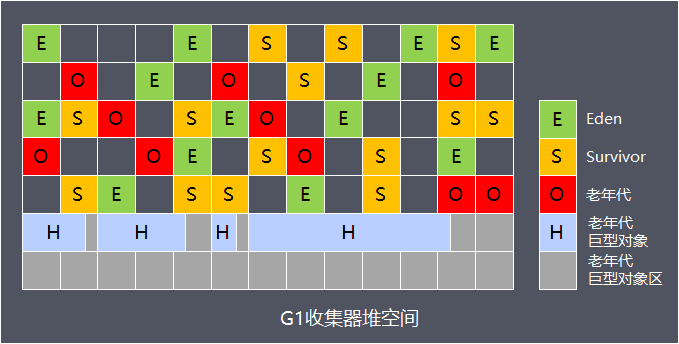 E E S S E S E
O E O S E O
E S O S E O E S S
O O E S O S E
S E S S E S O O
H H H H
E Eden
S Survivor
O 老年代
H 老年代
巨型对象
老年代
巨型对象区
G1收集器堆空间